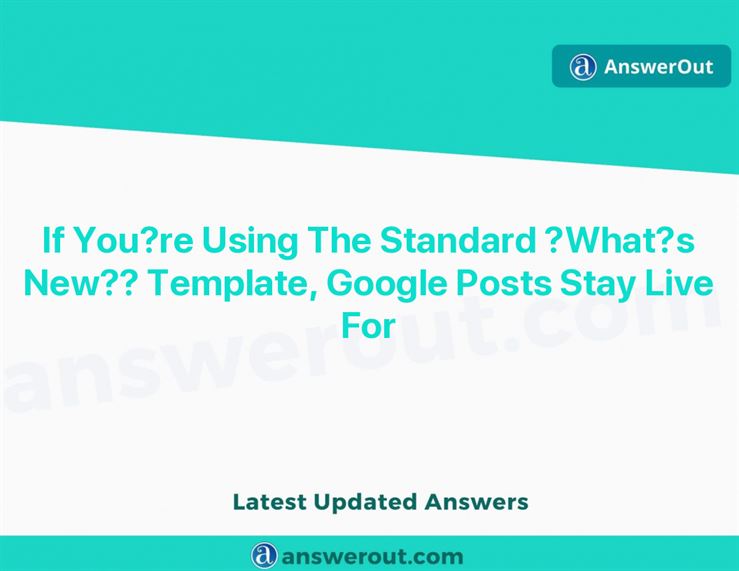 AnswerOut
If You?re Using The Standard ?What?s
New?? Template, Google Posts Stay Live
For
answerout.com
Latest Updated Answers
answerout.com